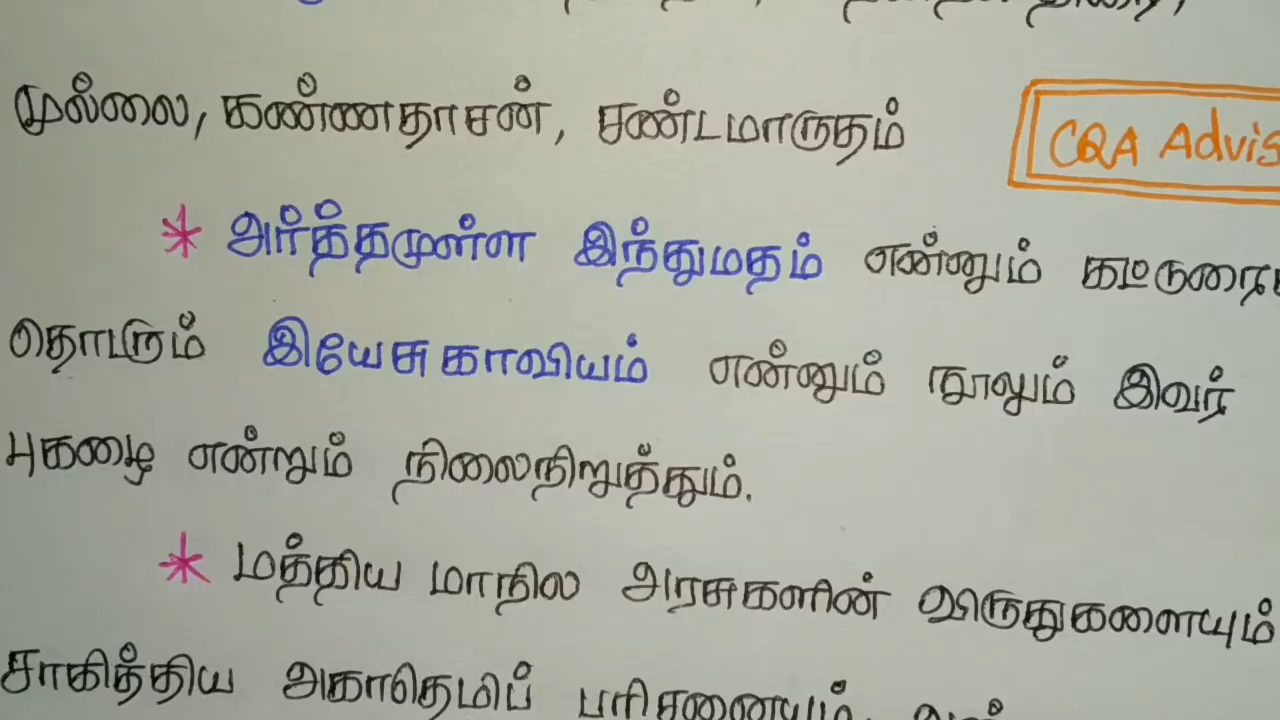 முல்லை, கண்ணதாசன், சண்டமாருதம்
CQA Advis
* அர்த்தமுள்ள இந்துமதம் என்னும் கட்டுரை
தொடரும் இயேசு காவியம் என்னும் நூலும் இவர்
புகழை என்றும் நிலைநிறுத்தும்.
* மத்திய மாநில அரசுகளின் விருதுகளையும்
சாகித்திய அகாதெமிப் பரிசனையும்